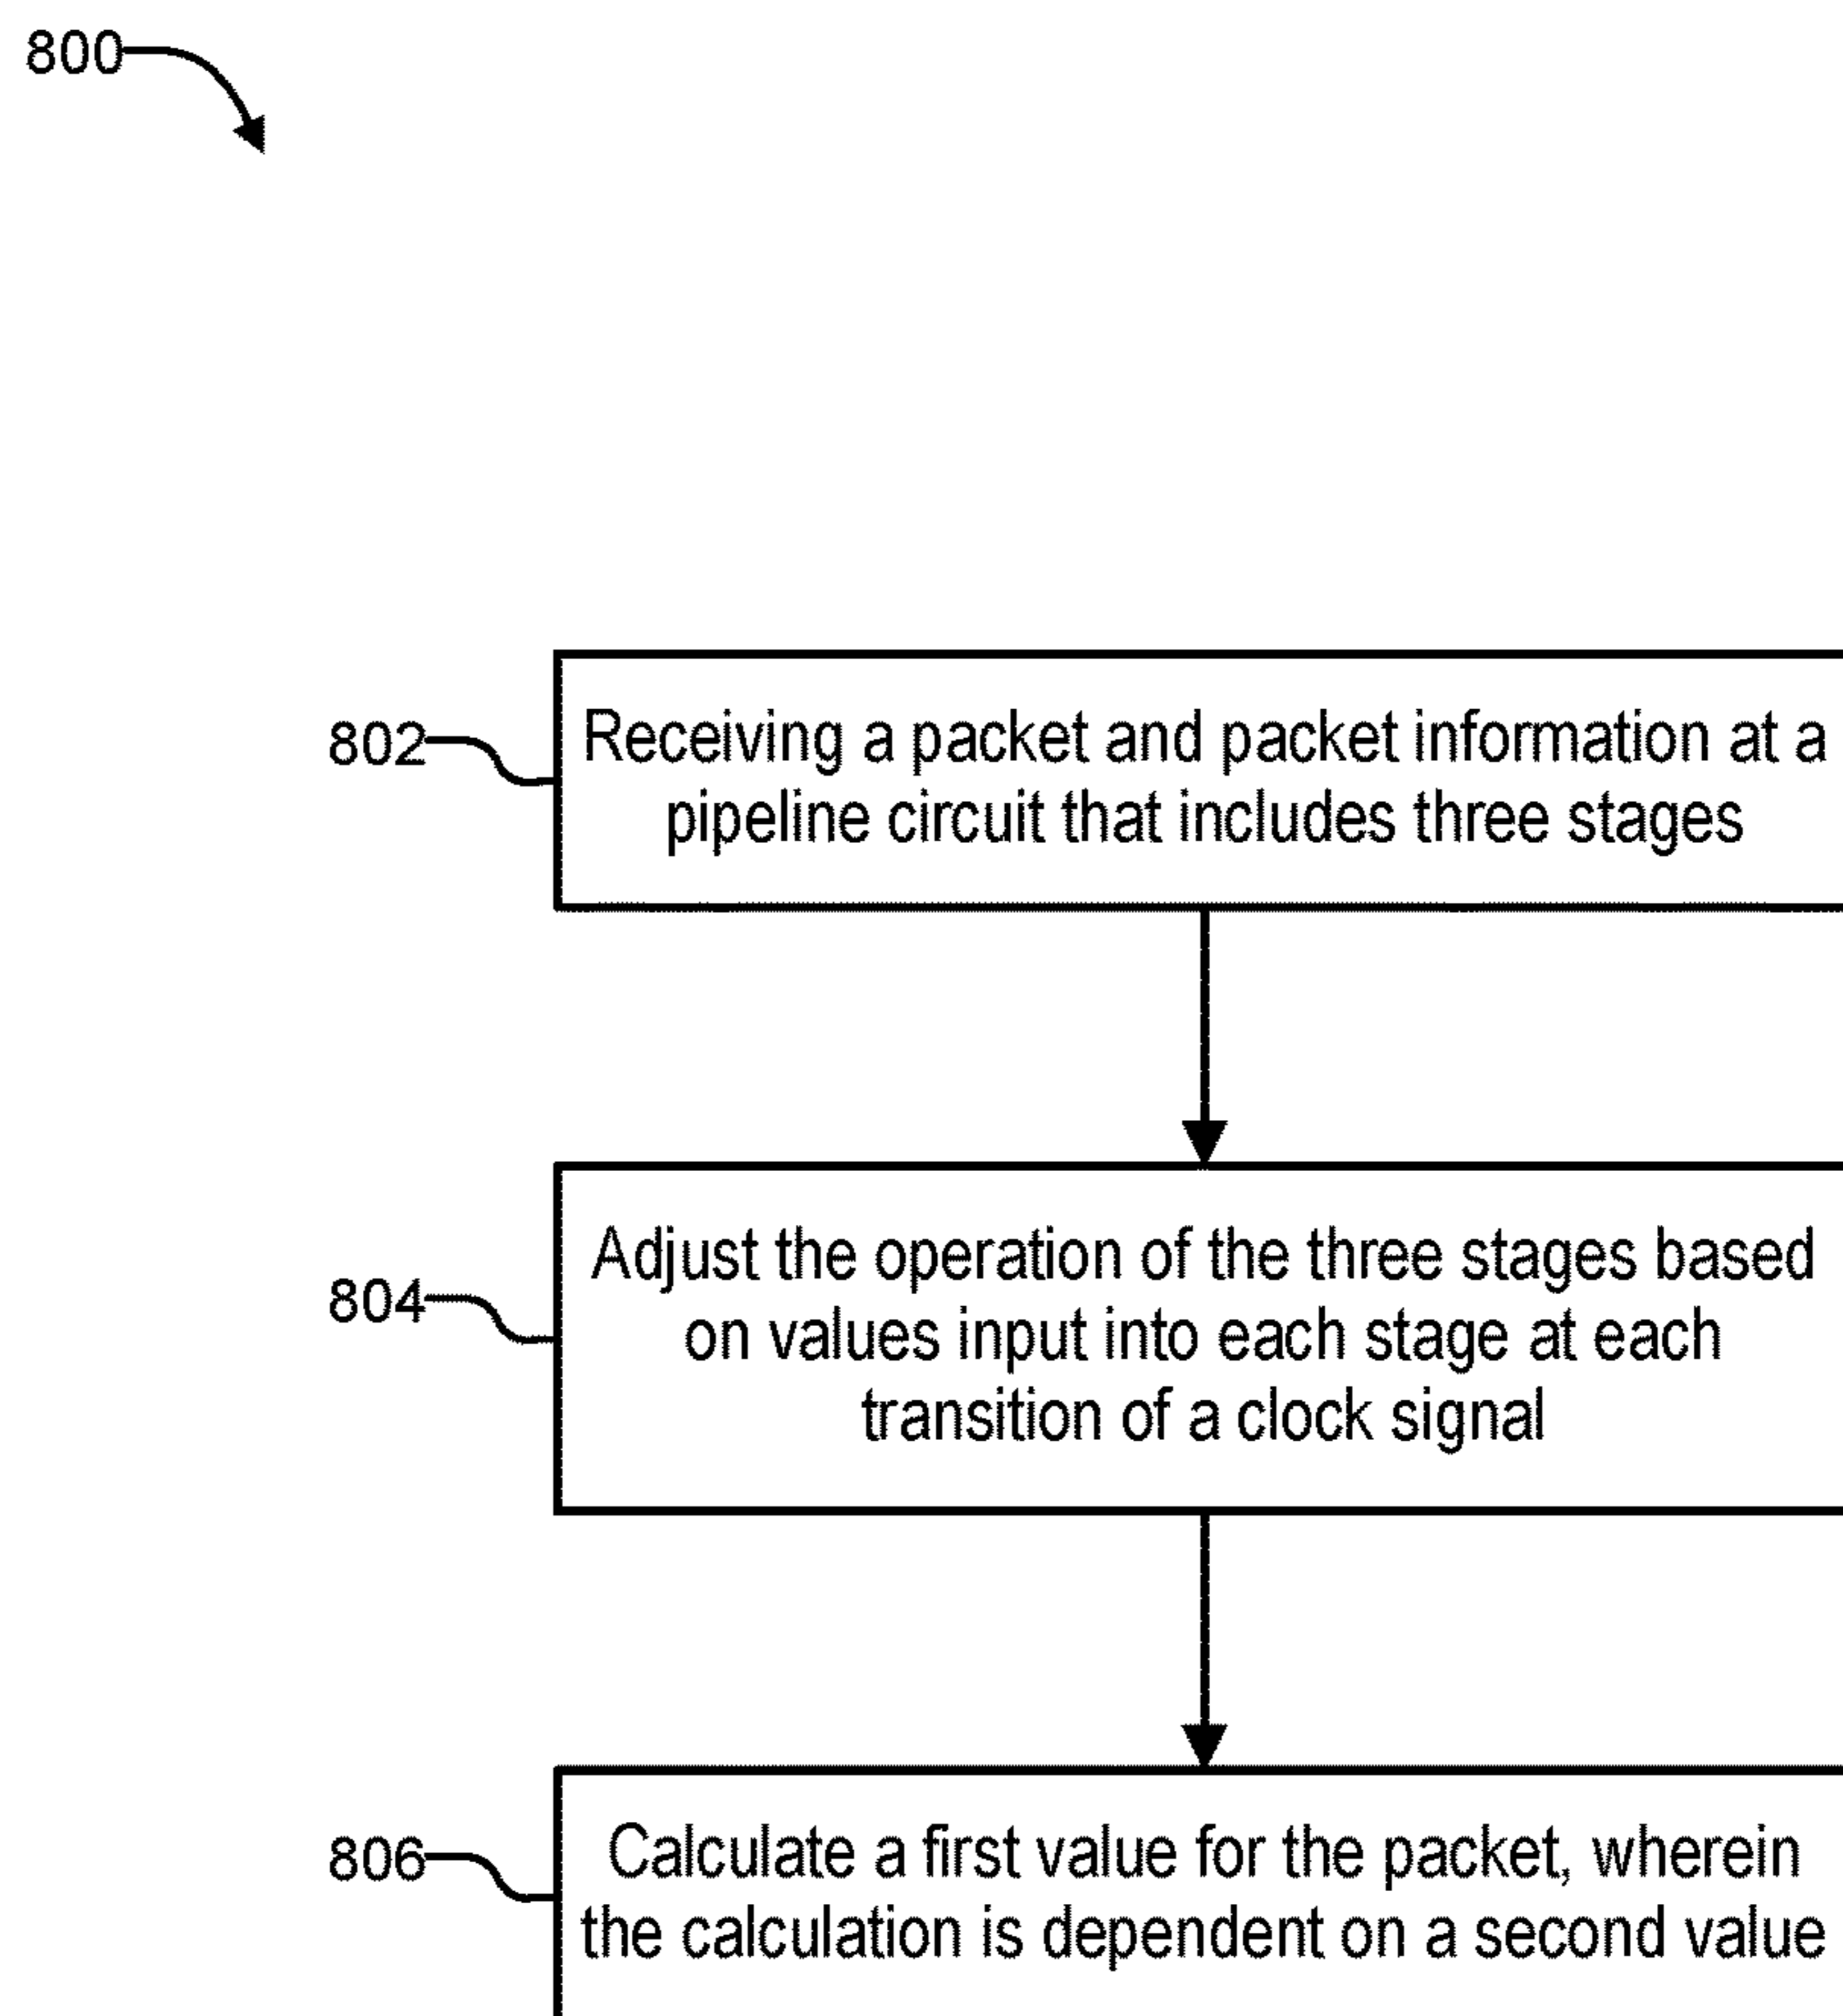 800
802
Receiving a packet and packet information at a
pipeline circuit that includes three stages
804
Adjust the operation of the three stages based
on values input into each stage at each
transition of a clock signal
806
Calculate a first value for the packet, wherein
the calculation is dependent on a second value